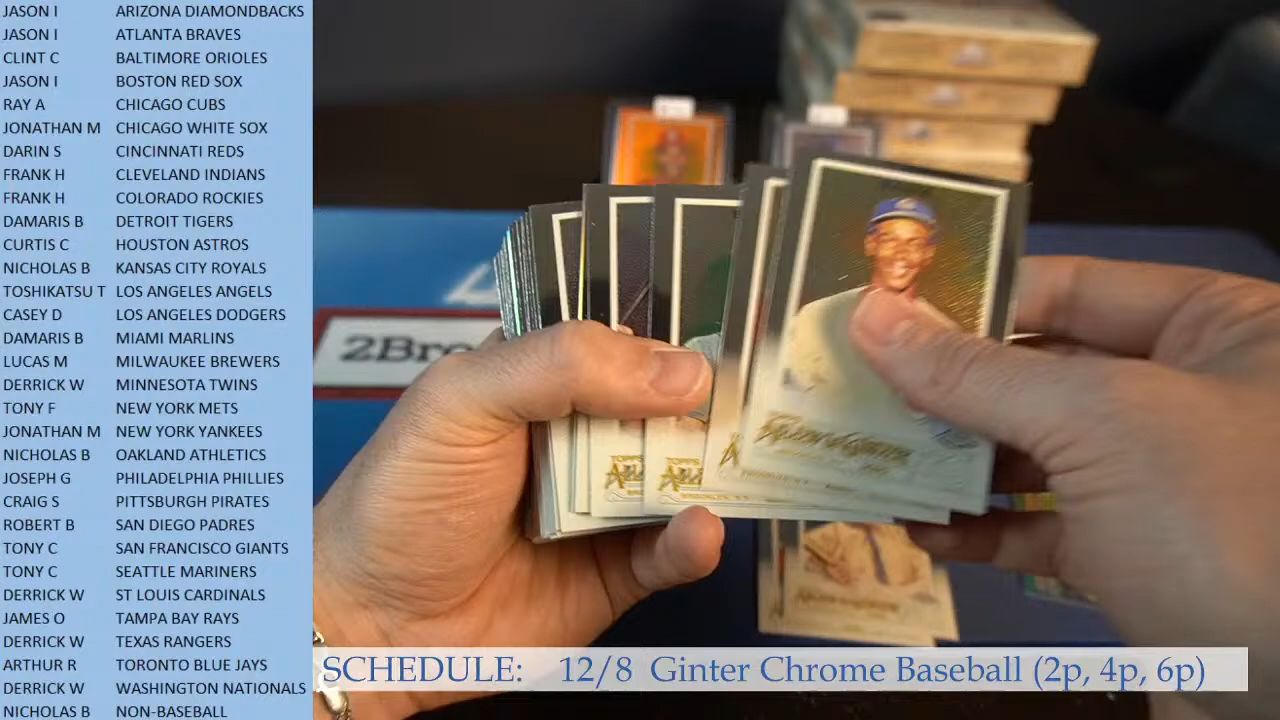 JASON I ARIZONA DIAMONDBACKS
JASON I ATLANTA BRAVES
CLINT C BALTIMORE ORIOLES
JASON I BOSTON RED SOX
RAY A CHICAGO CUBS
JONATHAN M CHICAGO WHITE SOX
DARIN S CINCINNATI REDS
FRANK H CLEVELAND INDIANS
FRANK H COLORADO ROCKIES
DAMARIS B DETROIT TIGERS
CURTIS C HOUSTON ASTROS
NICHOLAS B KANSAS CITY ROYALS
TOSHIKATSU T LOS ANGELES ANGELS
CASEY D LOS ANGELES DODGERS
DAMARIS B MIAMI MARLINS
LUCAS M MILWAUKEE BREWERS
DERRICK W MINNESOTA TWINS
TONY F NEW YORK METS
JONATHAN M NEW YORK YANKEES
NICHOLAS B OAKLAND ATHLETICS
JOSEPH G PHILADELPHIA PHILLIES
CRAIG S PITTSBURGH PIRATES
ROBERT B SAN DIEGO PADRES
TONY C SAN FRANCISCO GIANTS
TONY C SEATTLE MARINERS
DERRICK W ST LOUIS CARDINALS
JAMES O TAMPA BAY RAYS
DERRICK W TEXAS RANGERS
ARTHUR R TORONTO BLUE JAYS
DERRICK W WASHINGTON NATIONALS
NICHOLAS B NON-BASEBALL
2Bro
SCHEDULE: 12/8 Ginter Chrome Baseball (2p, 4p, 6p)